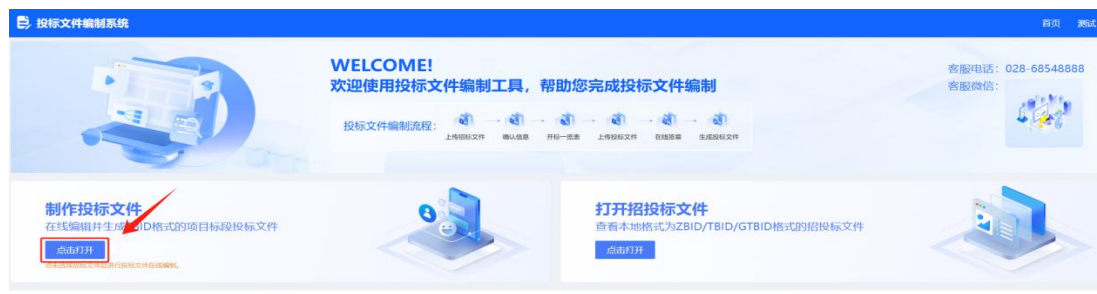 投标文件编制系统
首页 测试
WELCOME!
欢迎使用投标文件编制工具，帮助您完成投标文件编制
客服电话：028-68548888
客服微信：
投标文件编制流程：
上传招标文件 确认信息 开标一览表 上传投标文件 在线签章 生成投标文件
制作投标文件
在线编辑并生成 BID格式的项目标段投标文件
点击打开
打开招投标文件
查看本地格式为ZBID/TBID/GTBID格式的招投标文件
点击打开